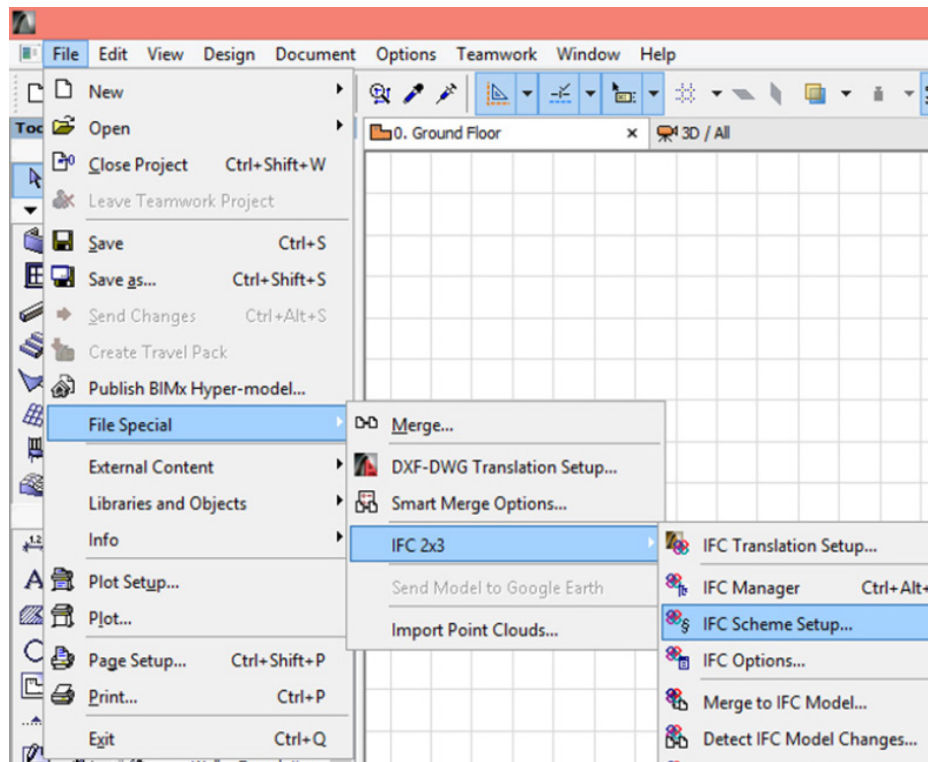 File Edit View Design Document Options Teamwork Window Help
New
Open
0. Ground Floor
3D / All
Close Project Ctrl+Shift+W
Leave Teamwork Project
Save Ctrl+S
Save as... Ctrl+Shift+S
Send Changes Ctrl+Alt+S
Create Travel Pack
Publish BIMx Hyper-model...
File Special
External Content
Libraries and Objects
Info
Plot Setup...
Plot...
Page Setup... Ctrl+Shift+P
Print... Ctrl+P
Exit Ctrl+Q
Merge...
DXF-DWG Translation Setup...
Smart Merge Options...
IFC 2x3
Send Model to Google Earth
Import Point Clouds...
IFC Translation Setup...
IFC Manager Ctrl+Alt+
IFC Scheme Setup...
IFC Options...
Merge to IFC Model...
Detect IFC Model Changes...